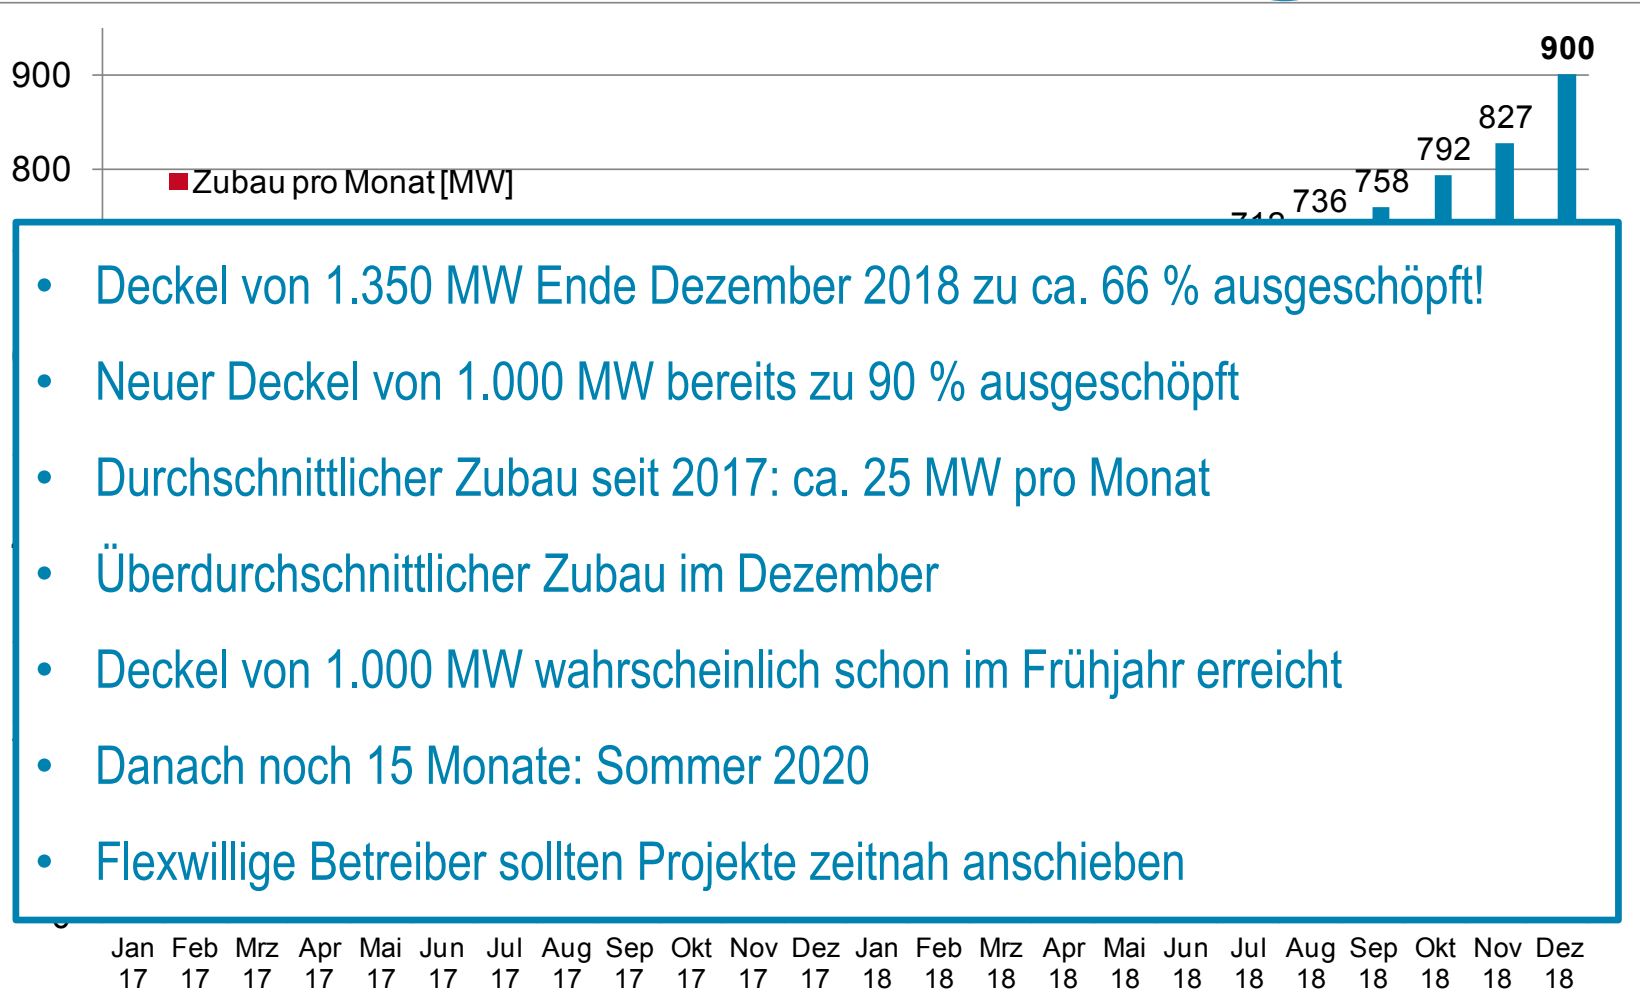 900
900
827
800
792
758
736
Zubau pro Monat [MW]
• Deckel von 1.350 MW Ende Dezember 2018 zu ca. 66 % ausgeschöpft!
• Neuer Deckel von 1.000 MW bereits zu 90 % ausgeschöpft
• Durchschnittlicher Zubau seit 2017: ca. 25 MW pro Monat
• Überdurchschnittlicher Zubau im Dezember
• Deckel von 1.000 MW wahrscheinlich schon im Frühjahr erreicht
• Danach noch 15 Monate: Sommer 2020
• Flexwillige Betreiber sollten Projekte zeitnah anschieben
Jan Feb Mrz Apr Mai Jun Jul Aug Sep Okt Nov Dez Jan Feb Mrz Apr Mai Jun Jul Aug Sep Okt Nov Dez
17 17 17 17 17 17 17 17 17 17 17 17 18 18 18 18 18 18 18 18 18 18 18 18